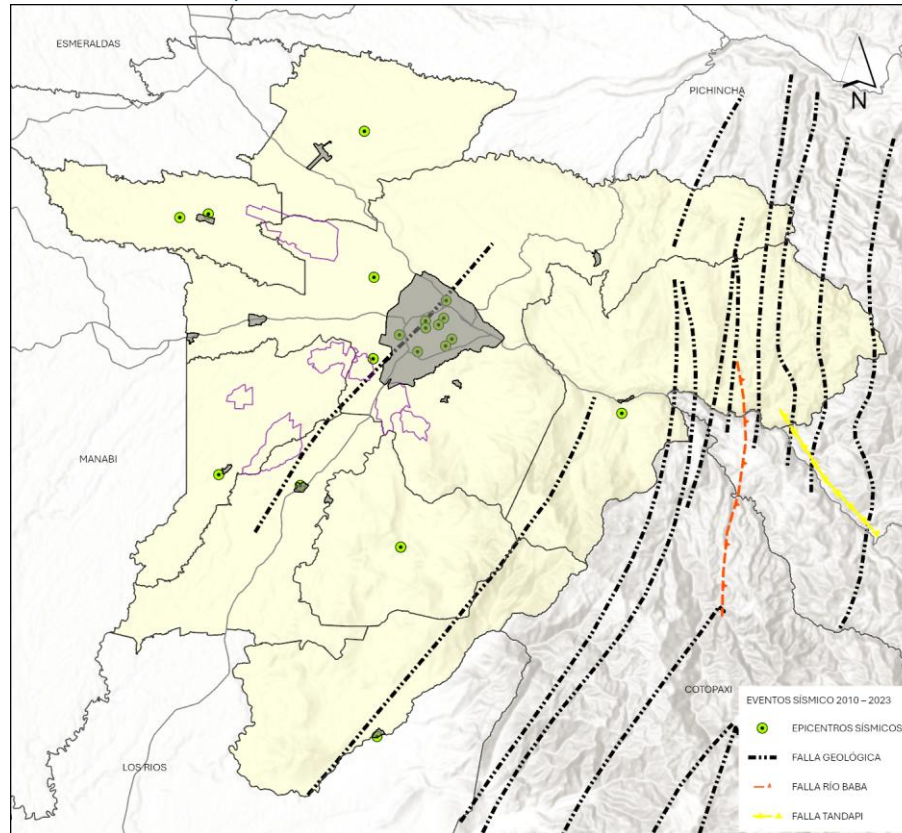 ESMERALDAS
PICHINCHA
N
MANABI
COTOPAXI
LOS RIOS
EVENTOS SÍSMICO 2010 – 2023
EPICENTROS SÍSMICOS
FALLA GEOLÓGICA
FALLA RÍO BABA
FALLA TANDAPI